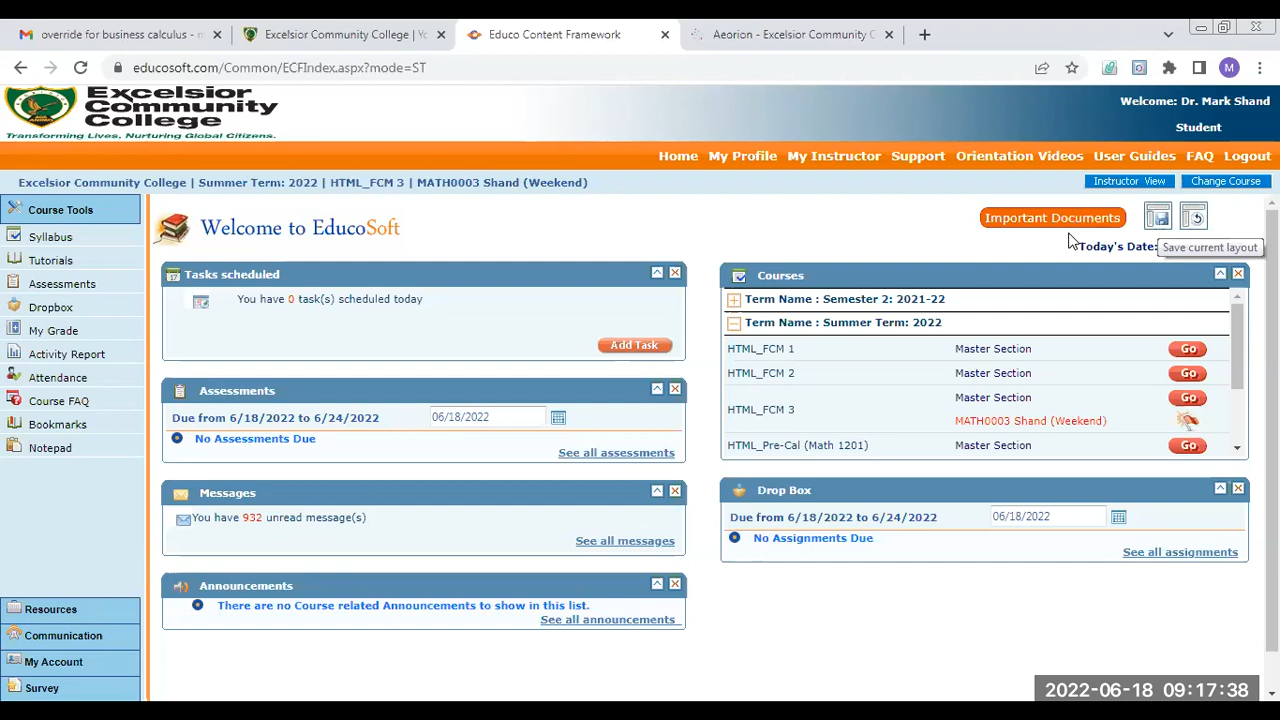 override for business calculus -
Excelsior Community College | Yo
Educo Content Framework
Aeorion - Excelsior Community C
educosoft.com/Common/ECFIndex.aspx?mode=ST
M
Excelsior
Community
College
Transforming Lives, Nurturing Global Citizens.
Welcome: Dr. Mark Shand
Student
Home My Profile My Instructor Support Orientation Videos User Guides FAQ Logout
Excelsior Community College | Summer Term: 2022 | HTML_FCM 3 | MATH0003 Shand (Weekend)
Instructor View
Change Course
Course Tools
Syllabus
Tutorials
Assessments
Dropbox
My Grade
Activity Report
Attendance
Course FAQ
Bookmarks
Notepad
Resources
Communication
My Account
Survey
Welcome to EducoSoft
Important Documents
Today's Date:
Save current layout
Tasks scheduled
You have 0 task(s) scheduled today
Add Task
Assessments
Due from 6/18/2022 to 6/24/2022 06/18/2022
No Assessments Due
See all assessments
Messages
You have 932 unread message(s)
See all messages
Announcements
There are no Course related Announcements to show in this list.
See all announcements
Courses
Term Name : Semester 2: 2021-22
Term Name : Summer Term: 2022
HTML_FCM 1 Master Section Go
HTML_FCM 2 Master Section Go
Master Section Go
HTML_FCM 3
MATH0003 Shand (Weekend)
HTML_Pre-Cal (Math 1201) Master Section Go
Drop Box
Due from 6/18/2022 to 6/24/2022 06/18/2022
No Assignments Due
See all assignments
2022-06-18 09:17:38